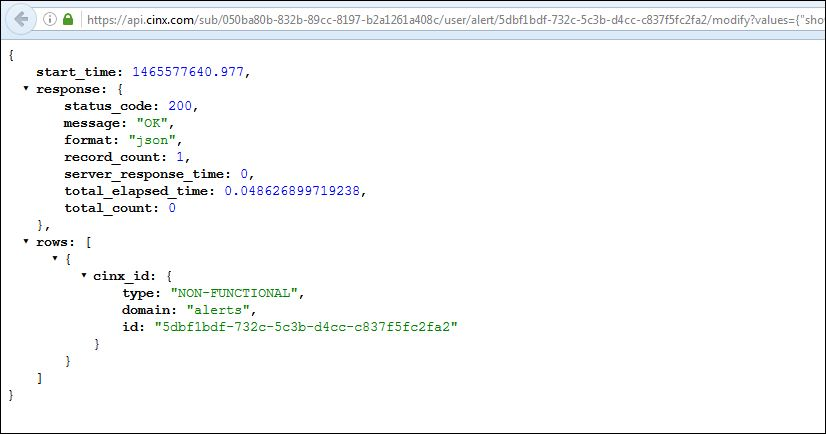 https://api.cinx.com/sub/050ba80b-832b-89cc-8197-b2a1261a408c/user/alert/5dbf1bdf-732c-5c3b-d4cc-c837f5fc2fa2/modify?values={"sho
{
start_time: 1465577640.977,
response: {
status_code: 200,
message: "OK",
format: "json",
record_count: 1,
server_response_time: 0,
total_elapsed_time: 0.048626899719238,
total_count: 0
},
rows: [
{
cinx_id: {
type: "NON-FUNCTIONAL",
domain: "alerts",
id: "5dbf1bdf-732c-5c3b-d4cc-c837f5fc2fa2"
}
}
]
}